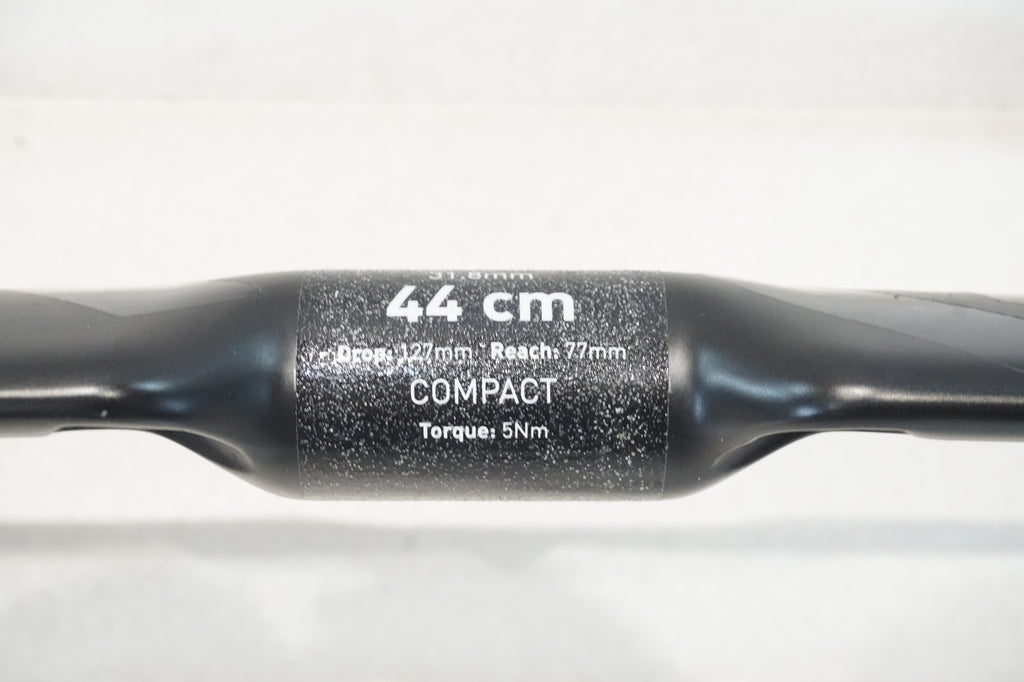 31.8mm
44 cm
Drop: 127mm Reach: 77mm
COMPACT
Torque: 5Nm